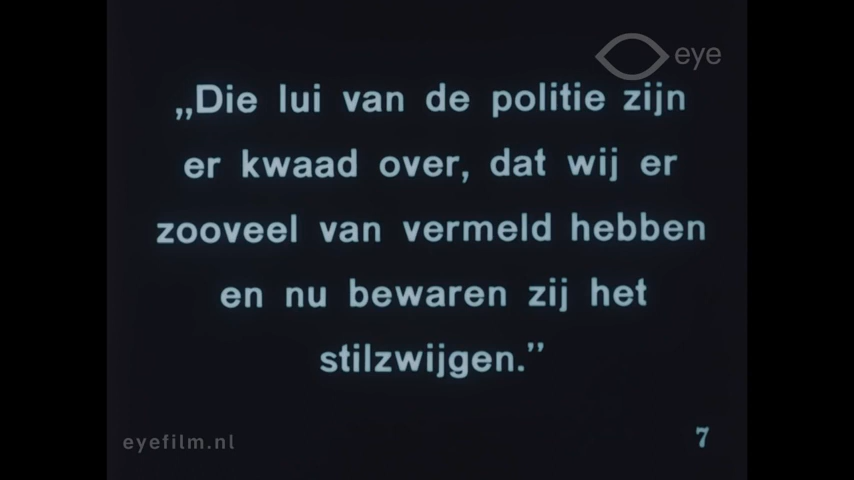 eye
„Die lui van de politie zijn
er kwaad over, dat wij er
zooveel van vermeld hebben
en nu bewaren zij het
stilzwijgen.”
eyefilm.nl
7